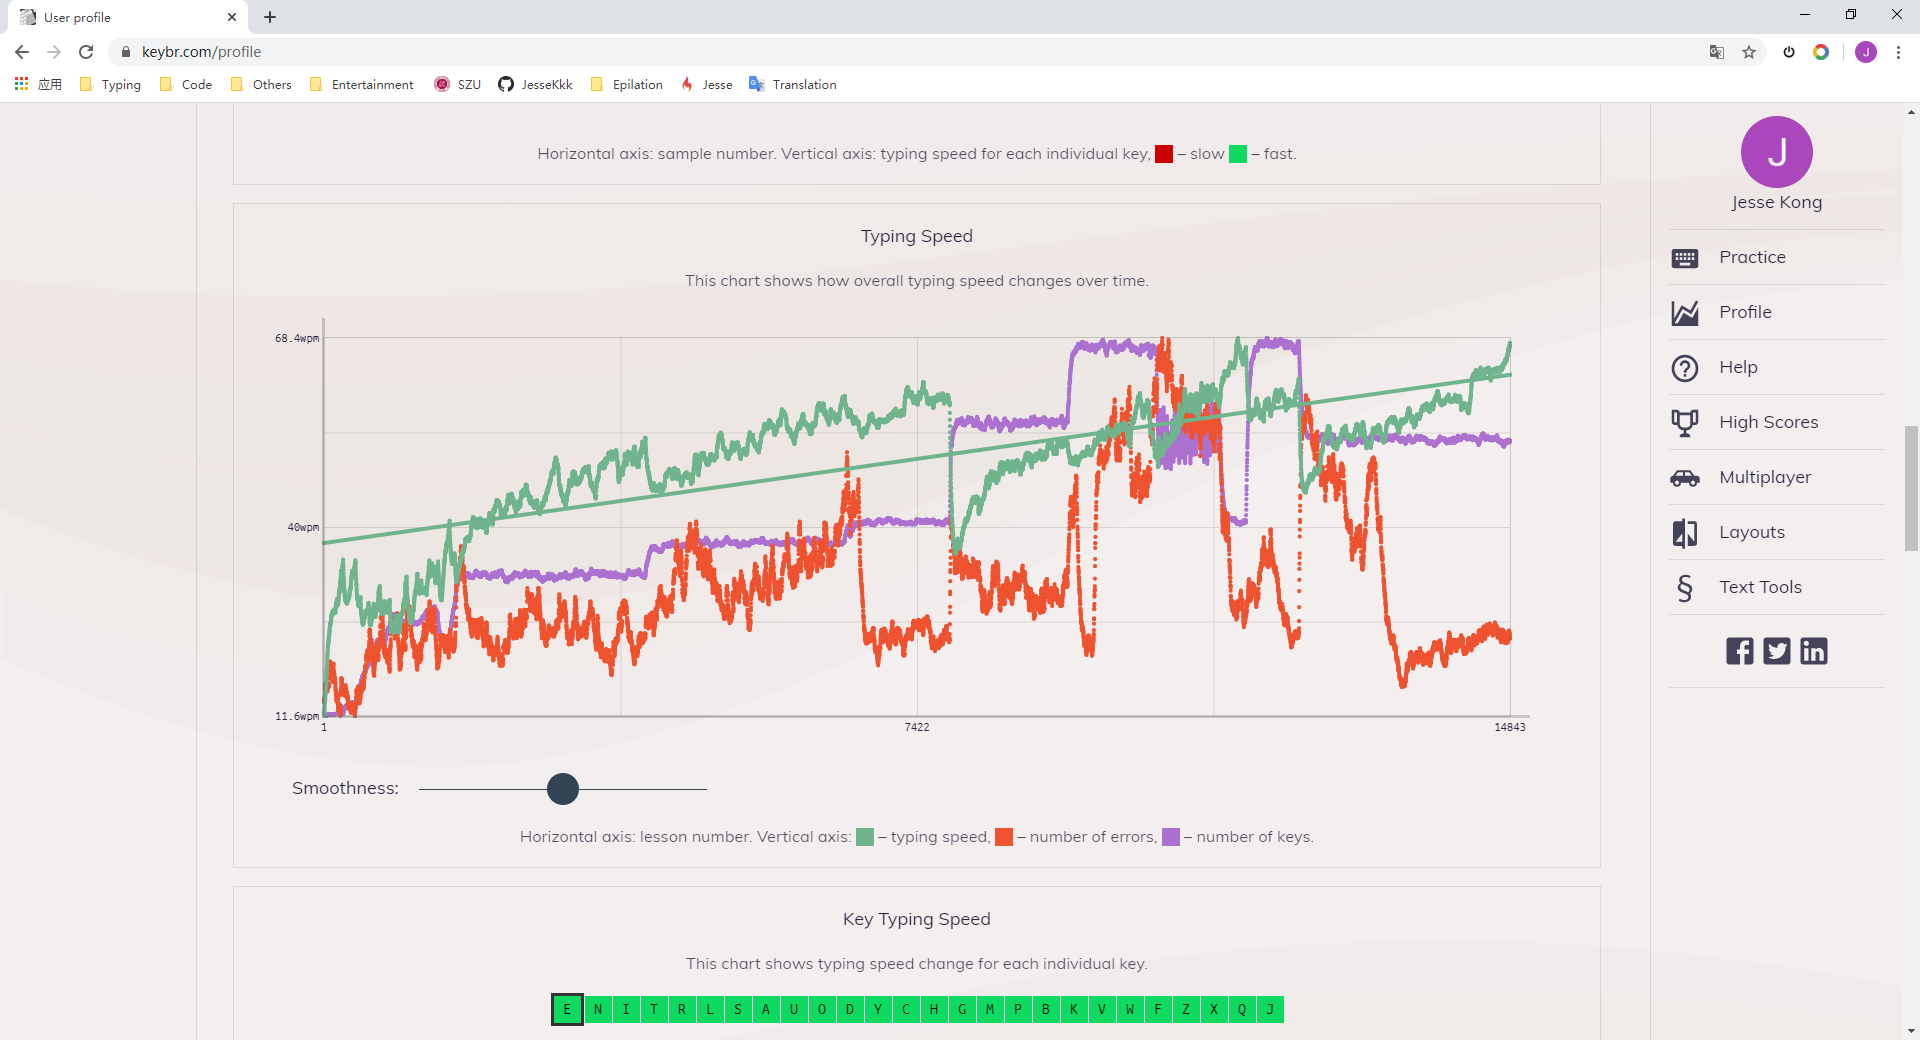 User profile
keybr.com/profile
J
应用
Typing
Code
Others
Entertainment
SZU
JesseKkk
Epilation
Jesse
Translation
Horizontal axis: sample number. Vertical axis: typing speed for each individual key, – slow – fast.
Typing Speed
This chart shows how overall typing speed changes over time.
68.4wpm
40wpm
11.6wpm
1
7422
14843
Smoothness:
Horizontal axis: lesson number. Vertical axis: – typing speed, – number of errors, – number of keys.
Key Typing Speed
This chart shows typing speed change for each individual key.
E N I T R L S A U O D Y C H G M P B K V W F Z X Q J
J
Jesse Kong
Practice
Profile
Help
High Scores
Multiplayer
Layouts
§ Text Tools